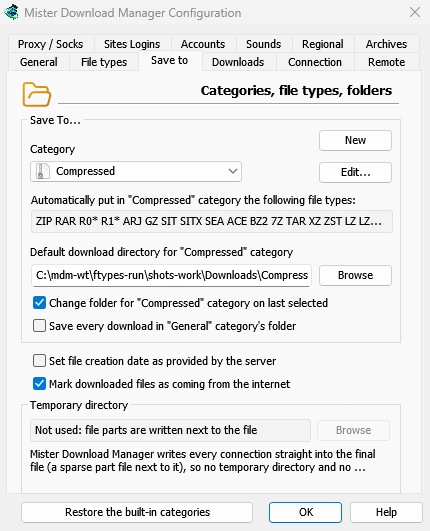 Mister Download Manager Configuration
Proxy / Socks Sites Logins Accounts Sounds Regional Archives
General File types Save to Downloads Connection Remote
Categories, file types, folders
Save To...
New
Category
Compressed
Edit...
Automatically put in "Compressed" category the following file types:
ZIP RAR R0* R1* ARJ GZ SIT SITX SEA ACE BZ2 7Z TAR XZ ZST LZ LZ...
Default download directory for "Compressed" category
C:\mdm-wt\ftypes-run\shots-work\Downloads\Compress
Browse
Change folder for "Compressed" category on last selected
Save every download in "General" category's folder
Set file creation date as provided by the server
Mark downloaded files as coming from the internet
Temporary directory
Not used: file parts are written next to the file
Browse
Mister Download Manager writes every connection straight into the final
file (a sparse part file next to it), so no temporary directory and no ...
Restore the built-in categories OK Help